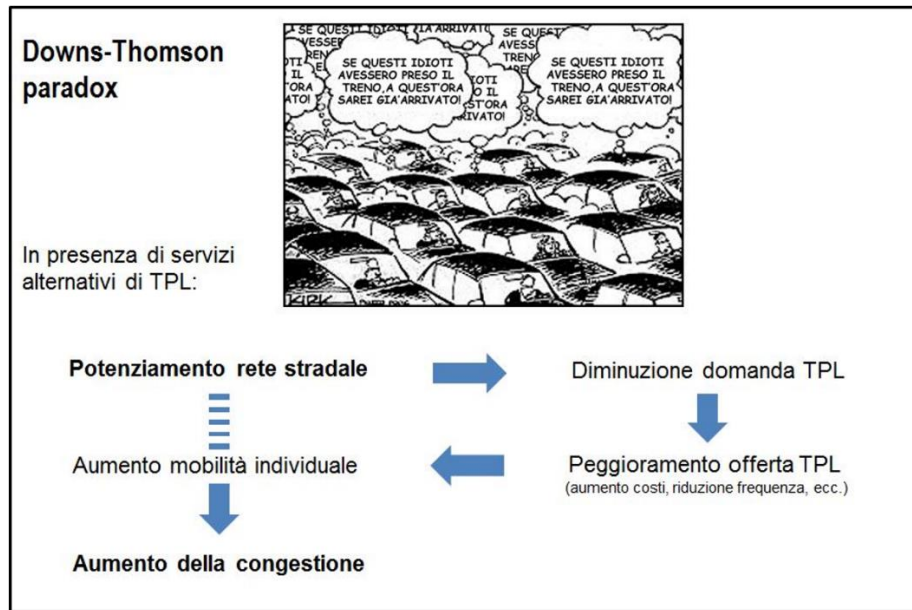 Downs-Thomson
paradox
SE QUESTI IDIOTI
AVESSERO PRESO IL
TRENO, A QUEST'ORA
SAREI GIA'ARRIVATO!
SE QUESTI IDIOTI
AVESSERO PRESO IL
TRENO, A QUEST'ORA
SAREI GIA'ARRIVATO!
In presenza di servizi
alternativi di TPL:
KIRK
Potenziamento rete stradale
Diminuzione domanda TPL
Aumento mobilità individuale
Peggioramento offerta TPL
(aumento costi, riduzione frequenza, ecc.)
Aumento della congestione